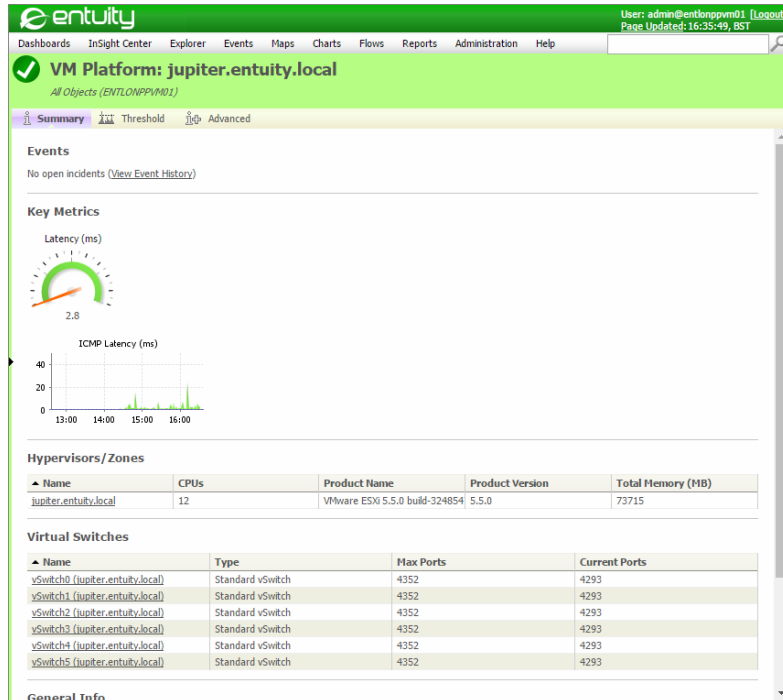 entuity
User: admin@entlonppvm01 [Logout
Page Updated:16:35:49, BST
Dashboards InSight Center Explorer Events Maps Charts Flows Reports Administration Help
VM Platform: jupiter.entuity.local
All Objects (ENTLONPPVM01)
Summary Threshold Advanced
Events
No open incidents (View Event History)
Key Metrics
Latency (ms)
2.8
ICMP Latency (ms)
40
20
0
13:00 14:00 15:00 16:00
Hypervisors/Zones
Name CPUs Product Name Product Version Total Memory (MB)
jupiter.entuity.local 12 VMware ESXi 5.5.0 build-324854 5.5.0 73715
Virtual Switches
Name Type Max Ports Current Ports
vSwitch0 (jupiter.entuity.local) Standard vSwitch 4352 4293
vSwitch1 (jupiter.entuity.local) Standard vSwitch 4352 4293
vSwitch2 (jupiter.entuity.local) Standard vSwitch 4352 4293
vSwitch3 (jupiter.entuity.local) Standard vSwitch 4352 4293
vSwitch4 (jupiter.entuity.local) Standard vSwitch 4352 4293
vSwitch5 (jupiter.entuity.local) Standard vSwitch 4352 4293
General Info